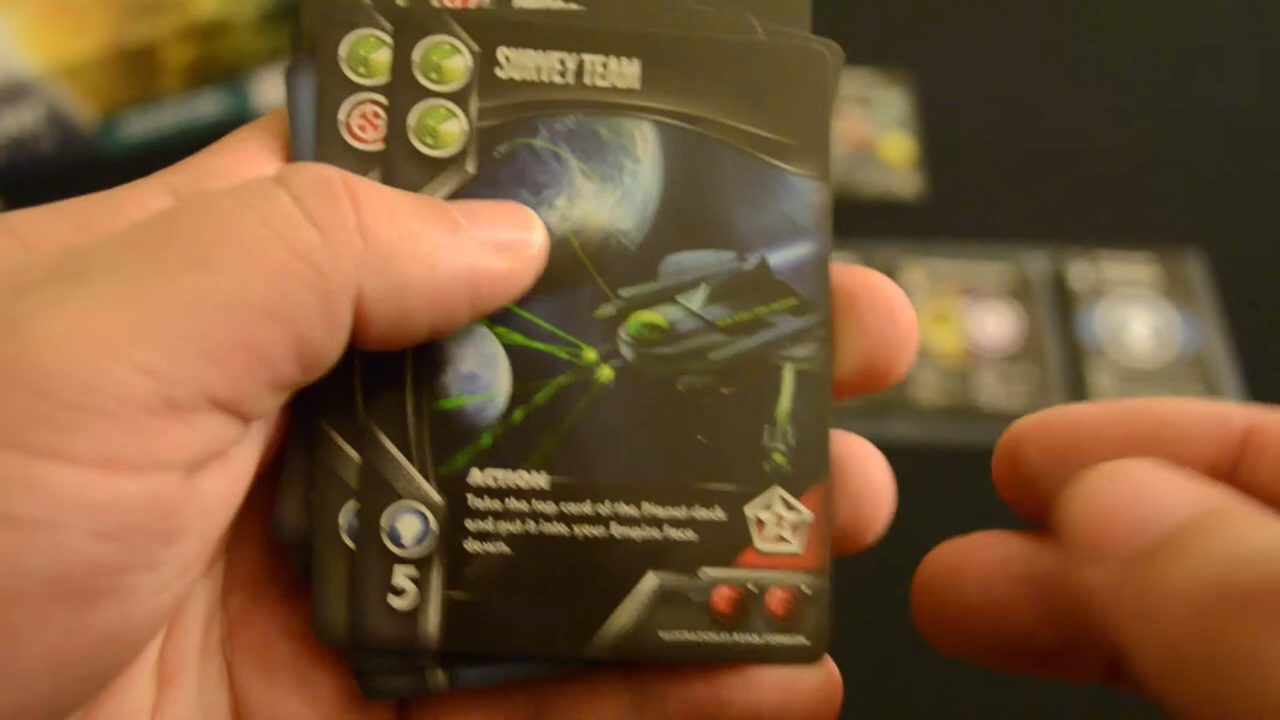 SURVEY TEAM
ACTION
Take the top card of the Planet deck
and put it into your Empire face
down.
2
5